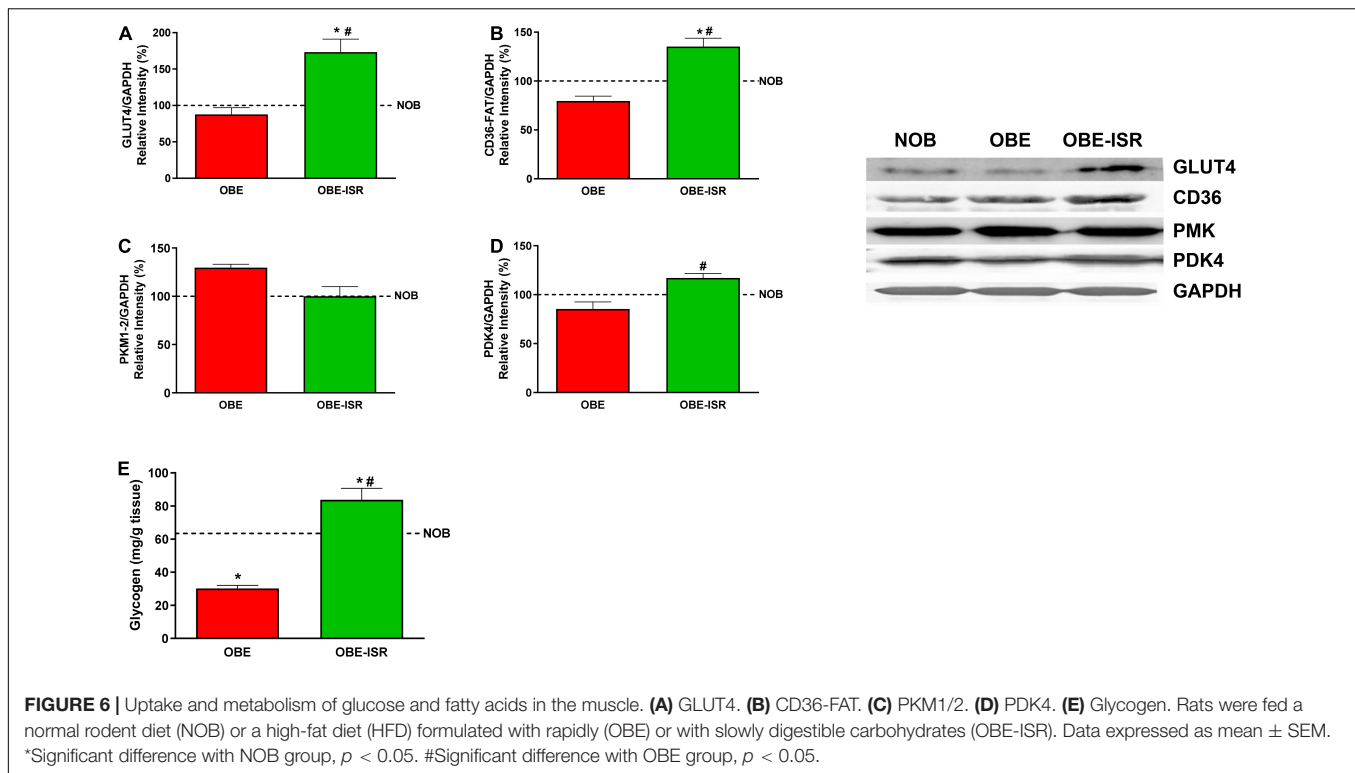 A
GLUT4/GAPDH
Relative Intensity (%)
200
150
100
50
0
* #
NOB
OBE
OBE-ISR
B
CD36-FAT/GAPDH
Relative Intensity (%)
150
100
50
0
*#
NOB
OBE
OBE-ISR
C
PKM1-2/GAPDH
Relative Intensity (%)
150
100
50
0
NOB
OBE
OBE-ISR
D
PDK4/GAPDH
Relative Intensity (%)
150
100
50
0
#
NOB
OBE
OBE-ISR
NOB OBE OBE-ISR
GLUT4
CD36
PMK
PDK4
GAPDH
E
Glycogen (mg/g tissue)
100
80
60
40
20
0
*
* #
NOB
OBE
OBE-ISR
FIGURE 6 | Uptake and metabolism of glucose and fatty acids in the muscle. (A) GLUT4. (B) CD36-FAT. (C) PKM1/2. (D) PDK4. (E) Glycogen. Rats were fed a
normal rodent diet (NOB) or a high-fat diet (HFD) formulated with rapidly (OBE) or with slowly digestible carbohydrates (OBE-ISR). Data expressed as mean ± SEM.
*Significant difference with NOB group, p < 0.05. #Significant difference with OBE group, p < 0.05.